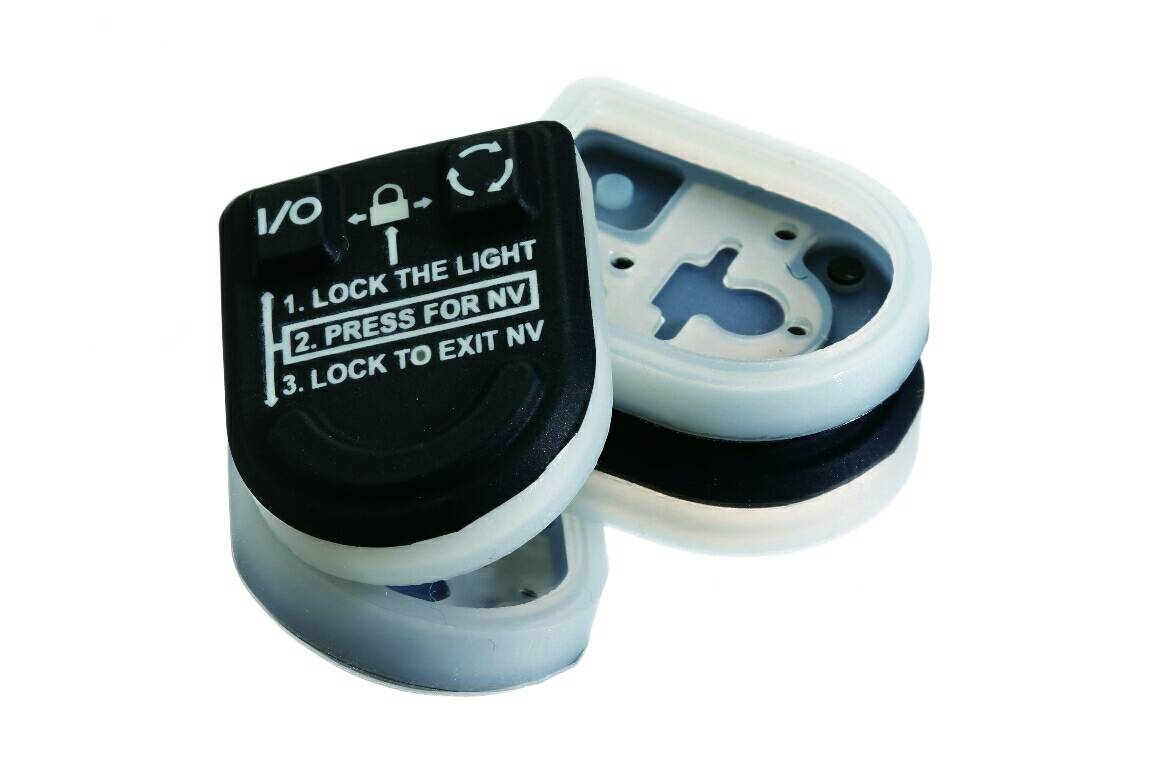 I/O
1. LOCK THE LIGHT
2. PRESS FOR NV
3. LOCK TO EXIT NV